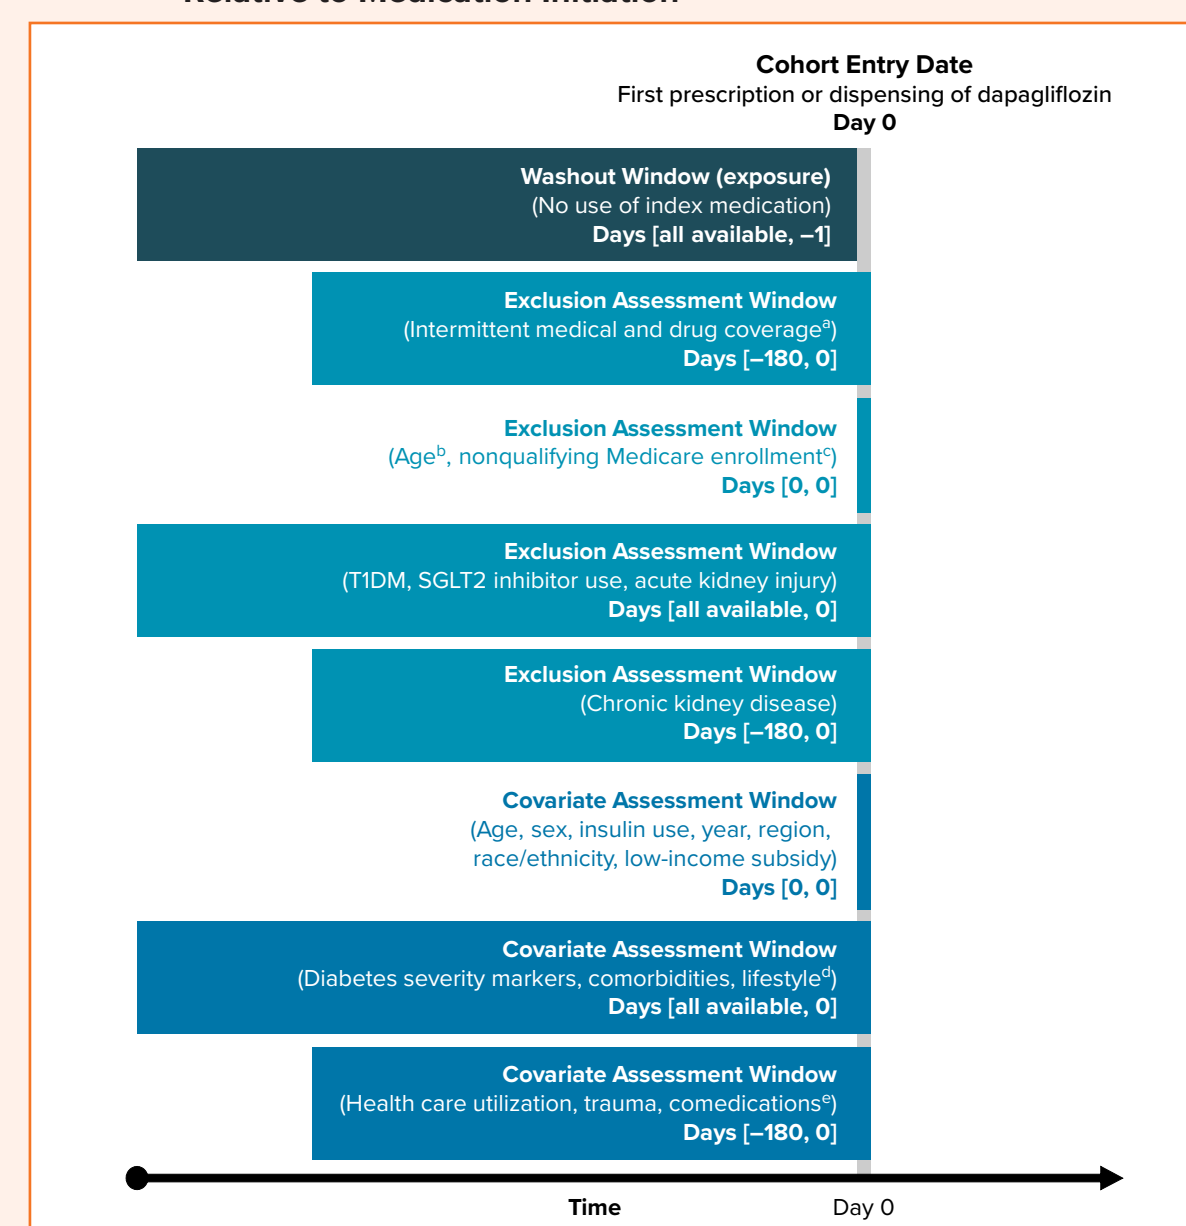 Relative to Medication Initiation
Cohort Entry Date
First prescription or dispensing of dapagliflozin
Day 0
Washout Window (exposure)
(No use of index medication)
Days [all available, –1]
Exclusion Assessment Window
(Intermittent medical and drug coverageᵃ)
Days [–180, 0]
Exclusion Assessment Window
(Ageᵇ, nonqualifying Medicare enrollmentᶜ)
Days [0, 0]
Exclusion Assessment Window
(T1DM, SGLT2 inhibitor use, acute kidney injury)
Days [all available, 0]
Exclusion Assessment Window
(Chronic kidney disease)
Days [–180, 0]
Covariate Assessment Window
(Age, sex, insulin use, year, region,
race/ethnicity, low-income subsidy)
Days [0, 0]
Covariate Assessment Window
(Diabetes severity markers, comorbidities, lifestyleᵈ)
Days [all available, 0]
Covariate Assessment Window
(Health care utilization, trauma, comedicationsᵉ)
Days [–180, 0]
Time Day 0